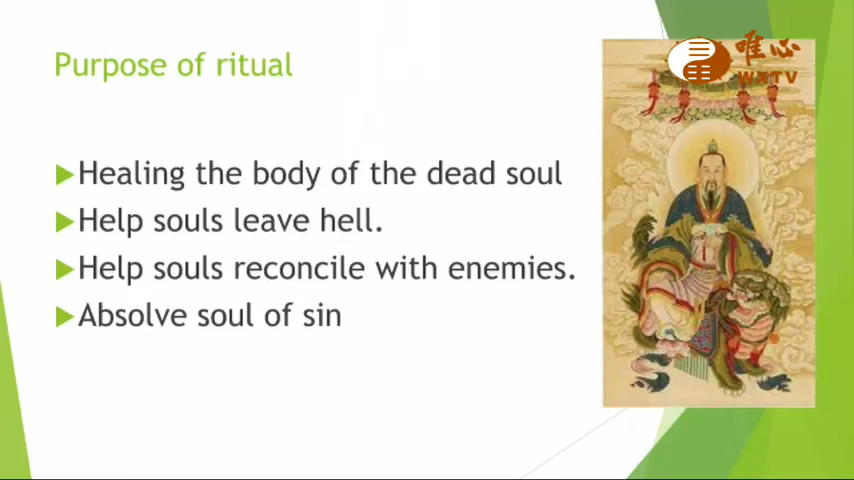 Purpose of ritual
唯心
WXTV
Healing the body of the dead soul
Help souls leave hell.
Help souls reconcile with enemies.
Absolve soul of sin